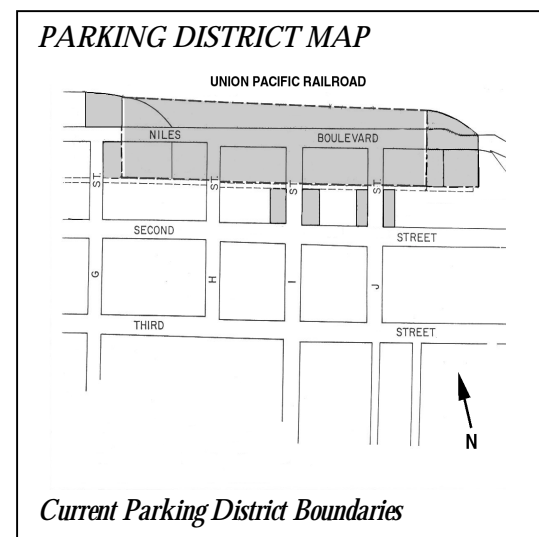 PARKING DISTRICT MAP
UNION PACIFIC RAILROAD
NILES BOULEVARD
ST. ST. ST. ST.
SECOND STREET
G H I J
THIRD STREET
N
Current Parking District Boundaries